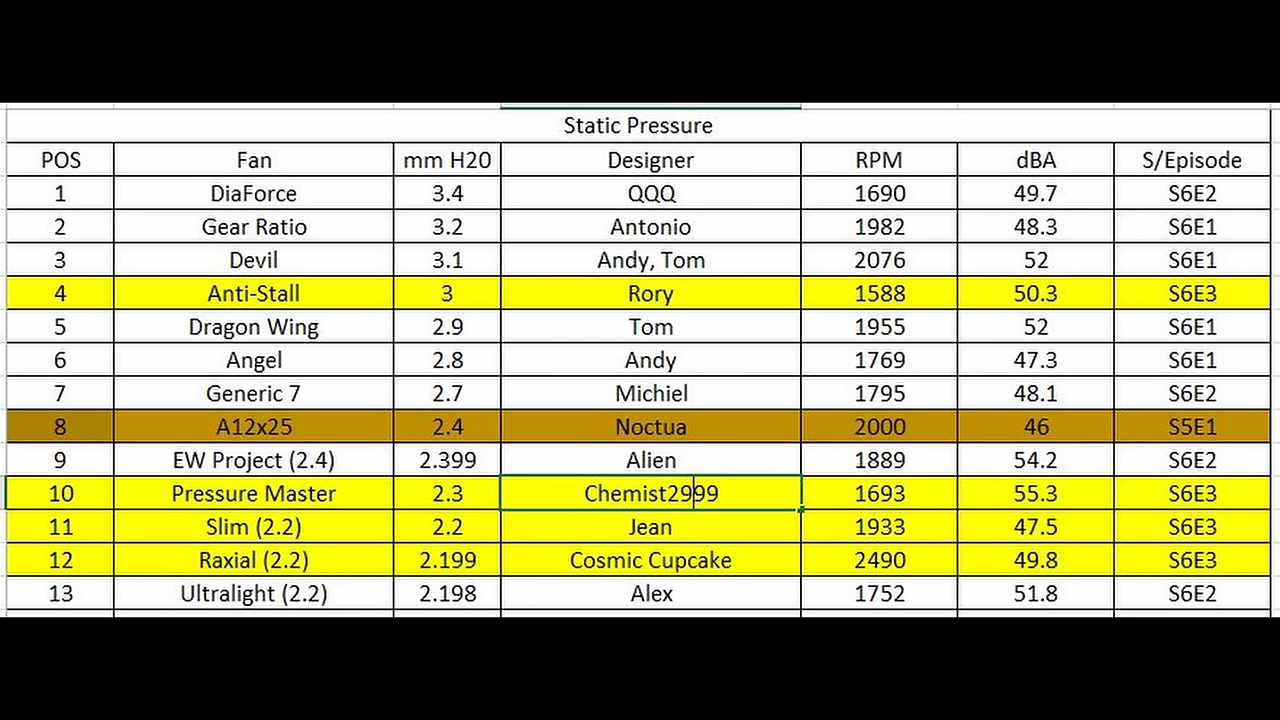 Static Pressure
POS Fan mm H20 Designer RPM dBA S/Episode
1 DiaForce 3.4 QQQ 1690 49.7 S6E2
2 Gear Ratio 3.2 Antonio 1982 48.3 S6E1
3 Devil 3.1 Andy, Tom 2076 52 S6E1
4 Anti-Stall 3 Rory 1588 50.3 S6E3
5 Dragon Wing 2.9 Tom 1955 52 S6E1
6 Angel 2.8 Andy 1769 47.3 S6E1
7 Generic 7 2.7 Michiel 1795 48.1 S6E2
8 A12x25 2.4 Noctua 2000 46 S5E1
9 EW Project (2.4) 2.399 Alien 1889 54.2 S6E2
10 Pressure Master 2.3 Chemist2999 1693 55.3 S6E3
11 Slim (2.2) 2.2 Jean 1933 47.5 S6E3
12 Raxial (2.2) 2.199 Cosmic Cupcake 2490 49.8 S6E3
13 Ultralight (2.2) 2.198 Alex 1752 51.8 S6E2